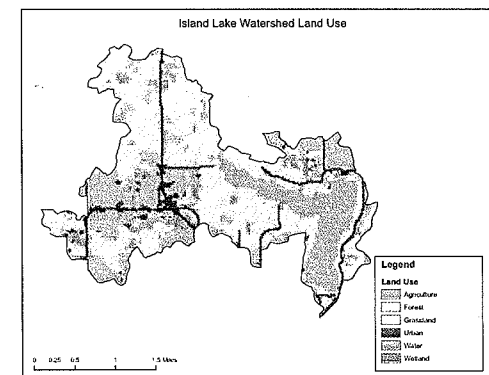 Island Lake Watershed Land Use
Legend
Land Use
Agriculture
Forest
Grassland
Urban
Water
Wetland
0 0.25 0.5 1 1.5 Miles